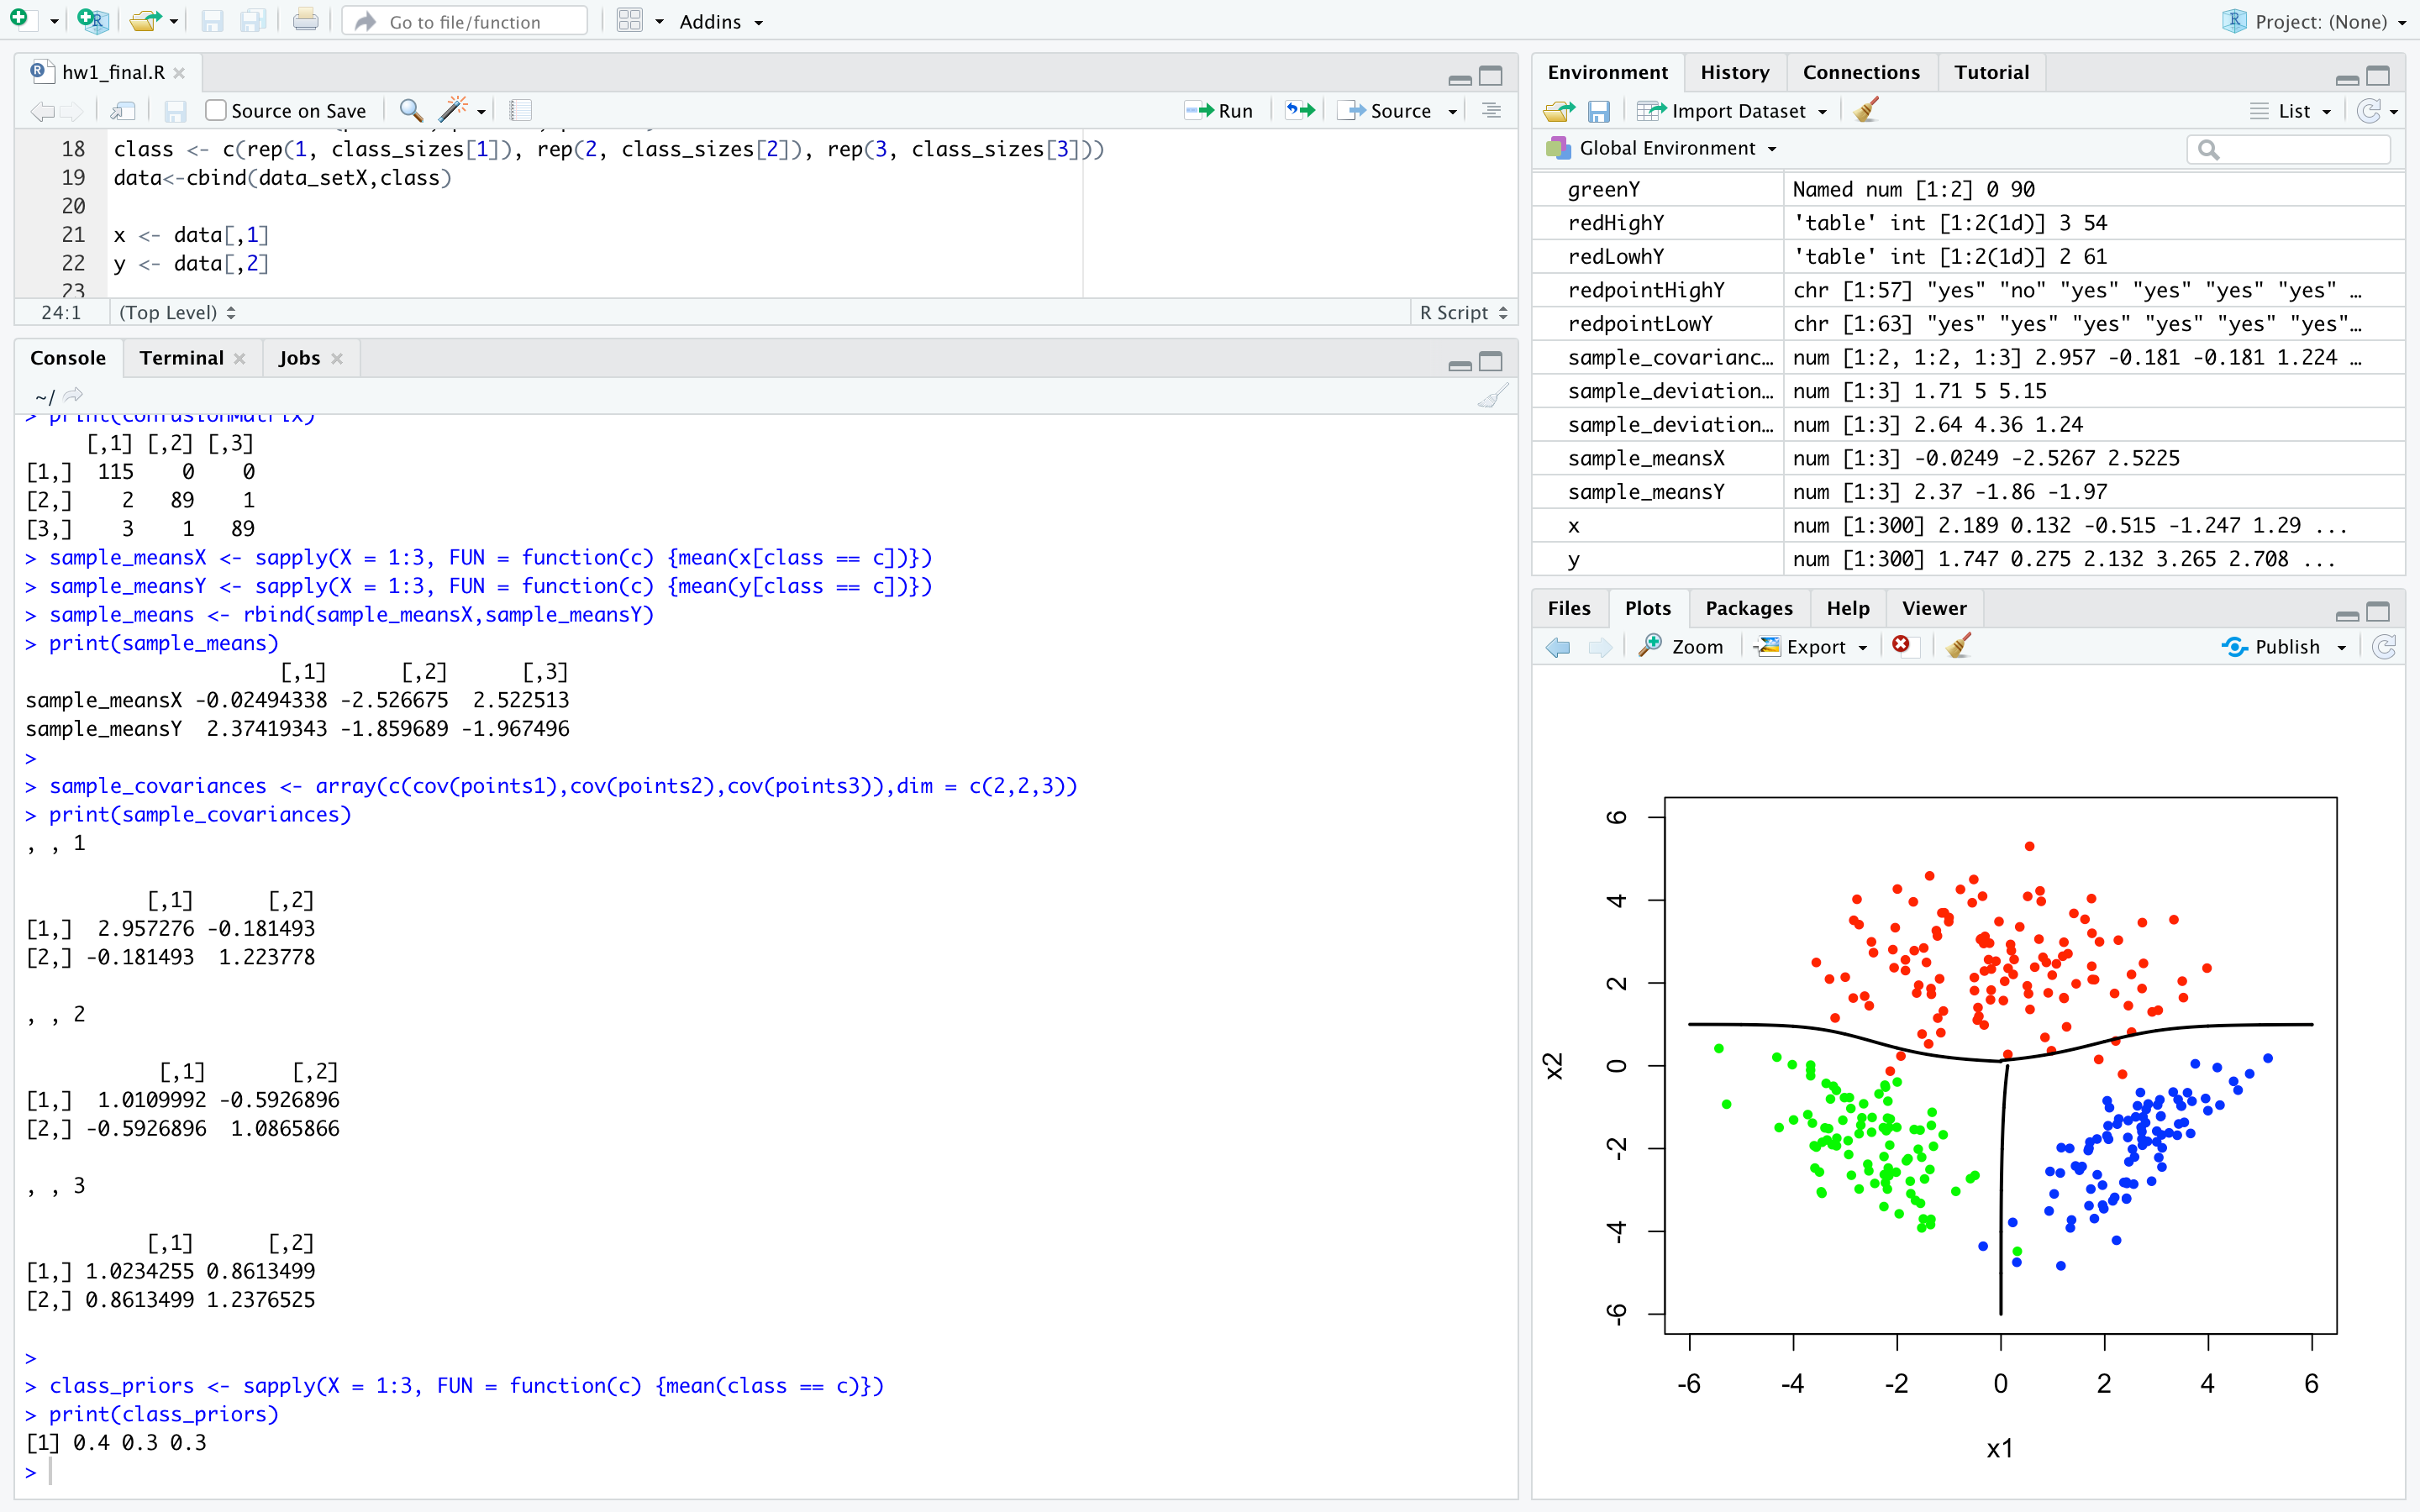 Go to file/function
Addins
Project: (None)
hw1_final.R
Source on Save
Run
Source
18 class <- c(rep(1, class_sizes[1]), rep(2, class_sizes[2]), rep(3, class_sizes[3]))
19 data<-cbind(data_setX,class)
20
21 x <- data[,1]
22 y <- data[,2]
23
24:1 (Top Level) R Script
Console Terminal Jobs
~/
> print(confusionMatrix)
[,1] [,2] [,3]
[1,] 115 0 0
[2,] 2 89 1
[3,] 3 1 89
> sample_meansX <- sapply(X = 1:3, FUN = function(c) {mean(x[class == c])})
> sample_meansY <- sapply(X = 1:3, FUN = function(c) {mean(y[class == c])})
> sample_means <- rbind(sample_meansX,sample_meansY)
> print(sample_means)
[,1] [,2] [,3]
sample_meansX -0.02494338 -2.526675 2.522513
sample_meansY 2.37419343 -1.859689 -1.967496
>
> sample_covariances <- array(c(cov(points1),cov(points2),cov(points3)),dim = c(2,2,3))
> print(sample_covariances)
, , 1
[,1] [,2]
[1,] 2.957276 -0.181493
[2,] -0.181493 1.223778
, , 2
[,1] [,2]
[1,] 1.0109992 -0.5926896
[2,] -0.5926896 1.0865866
, , 3
[,1] [,2]
[1,] 1.0234255 0.8613499
[2,] 0.8613499 1.2376525
>
> class_priors <- sapply(X = 1:3, FUN = function(c) {mean(class == c)})
> print(class_priors)
[1] 0.4 0.3 0.3
>
Environment History Connections Tutorial
Import Dataset List
Global Environment
greenY Named num [1:2] 0 90
redHighY 'table' int [1:2(1d)] 3 54
redLowhY 'table' int [1:2(1d)] 2 61
redpointHighY chr [1:57] "yes" "no" "yes" "yes" "yes" "yes" …
redpointLowY chr [1:63] "yes" "yes" "yes" "yes" "yes" "yes"…
sample_covarianc… num [1:2, 1:2, 1:3] 2.957 -0.181 -0.181 1.224 …
sample_deviation… num [1:3] 1.71 5 5.15
sample_deviation… num [1:3] 2.64 4.36 1.24
sample_meansX num [1:3] -0.0249 -2.5267 2.5225
sample_meansY num [1:3] 2.37 -1.86 -1.97
x num [1:300] 2.189 0.132 -0.515 -1.247 1.29 ...
y num [1:300] 1.747 0.275 2.132 3.265 2.708 ...
Files Plots Packages Help Viewer
Zoom Export Publish
6
4
2
0
-2
-4
-6
x2
-6 -4 -2 0 2 4 6
x1